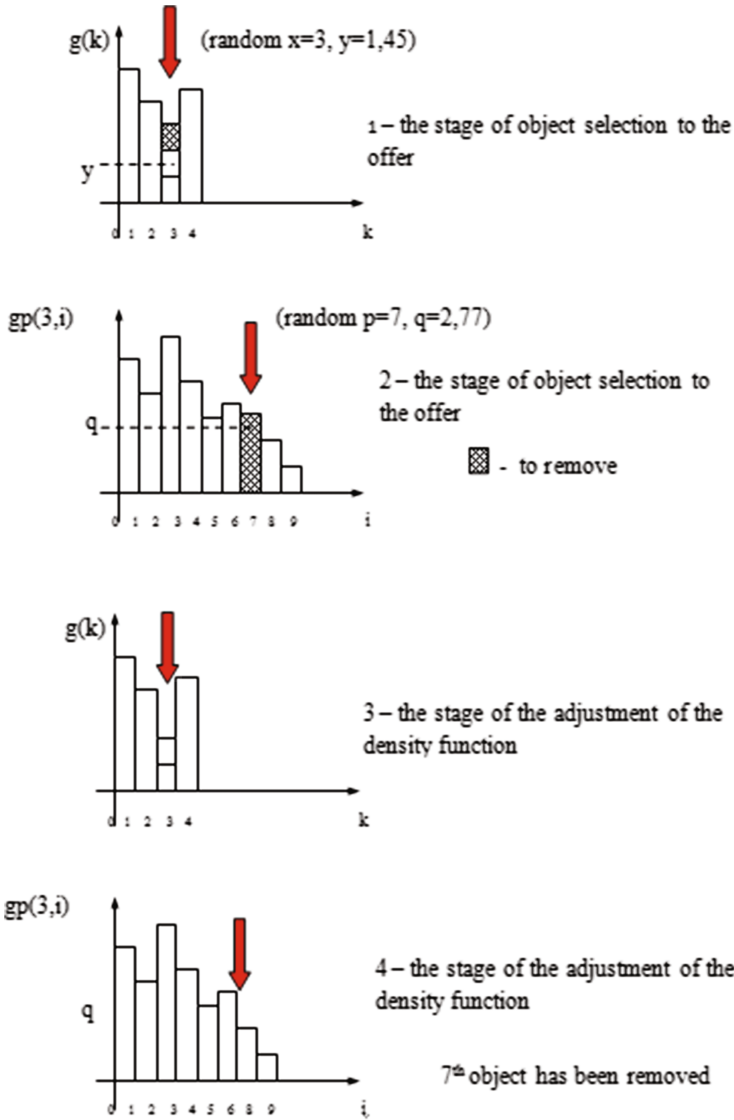 g(k) (random x=3, y=1,45)
1 – the stage of object selection to the
offer
y
0 1 2 3 4 k
gp(3,i) (random p=7, q=2,77)
2 – the stage of object selection to
the offer
q
- to remove
0 1 2 3 4 5 6 7 8 9 i
g(k)
3 – the stage of the adjustment of the
density function
0 1 2 3 4 k
gp(3,i)
4 – the stage of the adjustment of the
density function
q
7th object has been removed
0 1 2 3 4 5 6 8 9 i,